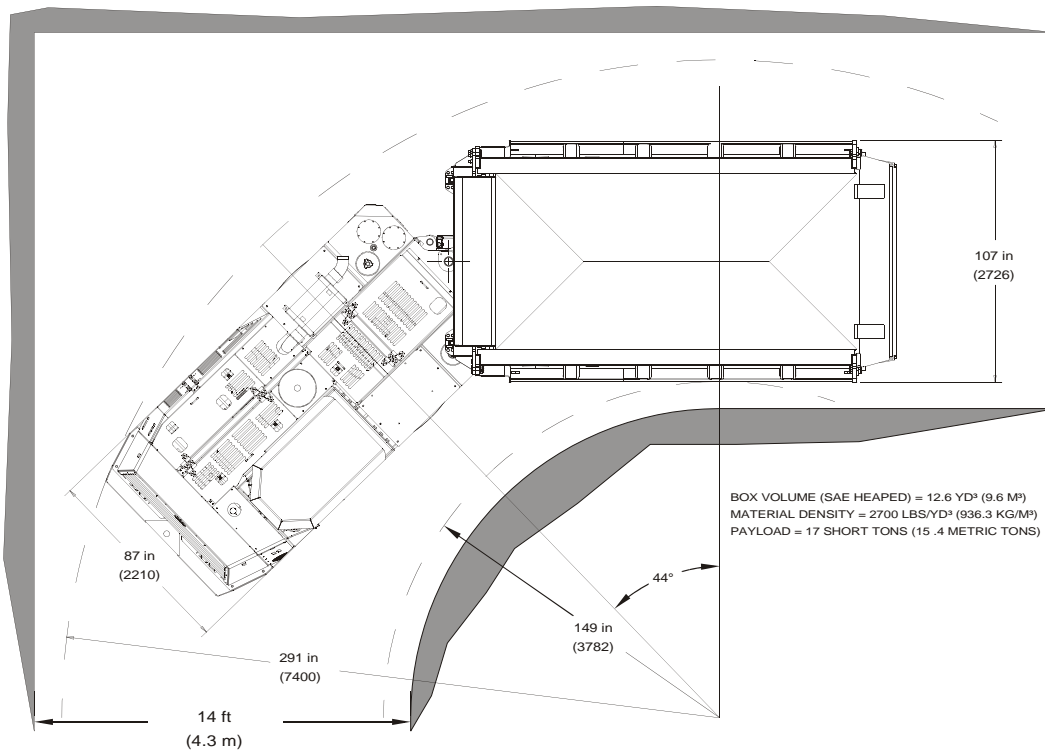 107 in
(2726)
BOX VOLUME (SAE HEAPED) = 12.6 YD³ (9.6 M³)
MATERIAL DENSITY = 2700 LBS/YD³ (936.3 KG/M³)
PAYLOAD = 17 SHORT TONS (15 .4 METRIC TONS)
87 in
(2210)
44°
149 in
(3782)
291 in
(7400)
14 ft
(4.3 m)